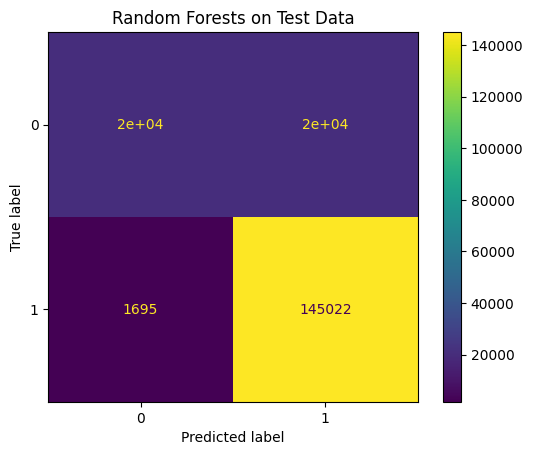 Random Forests on Test Data
140000
120000
0
2e+04
2e+04
100000
True label
80000
60000
1
1695
145022
40000
20000
0
1
Predicted label